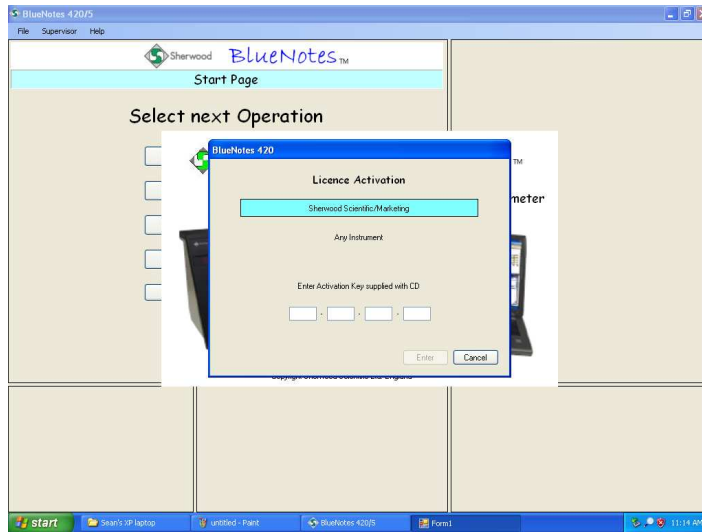 BlueNotes 420/5
File Supervisor Help
Sherwood BlueNotes TM
Start Page
Select next Operation
TM
meter
BlueNotes 420
Licence Activation
Sherwood Scientific/Marketing
Any Instrument
Enter Activation Key supplied with CD
Enter Cancel
start Sean's XP laptop untitled - Paint BlueNotes 420/5 Form1 11:14 AM